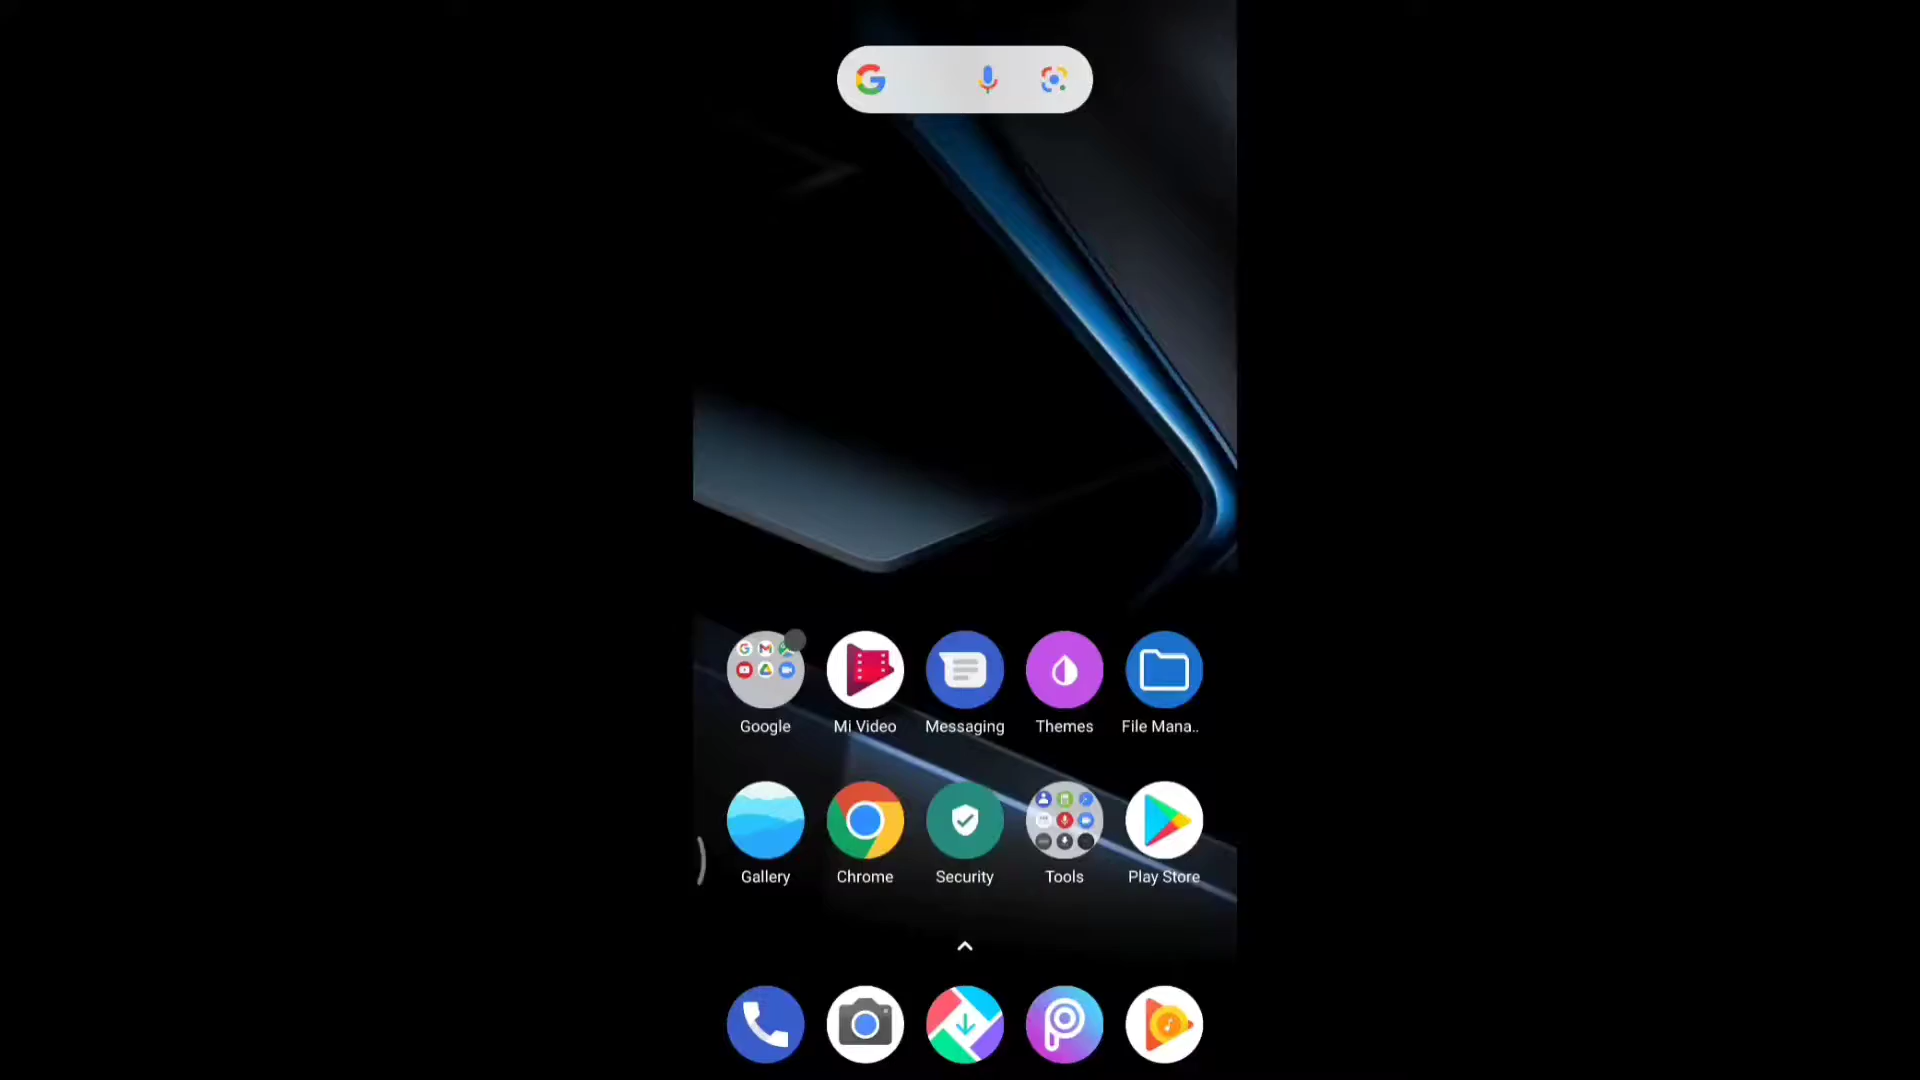 Google
Mi Video
Messaging
Themes
File Mana..
Gallery
Chrome
Security
Tools
Play Store